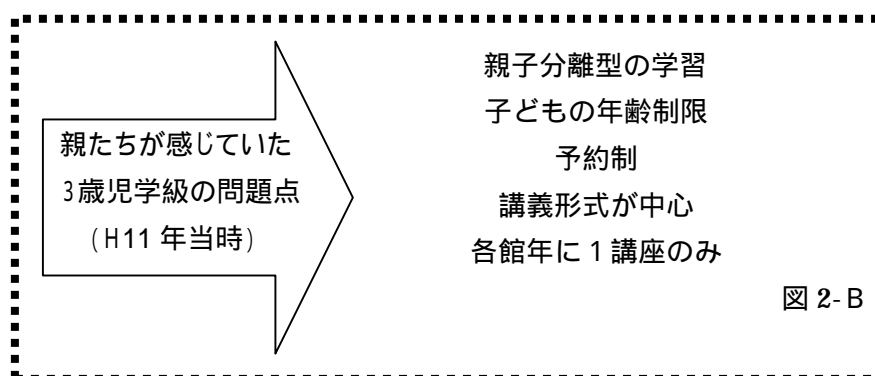 親たちが感じていた
3歳児学級の問題点
(H11 年当時)
親子分離型の学習
子どもの年齢制限
予約制
講義形式が中心
各館年に 1 講座のみ
図 2-B